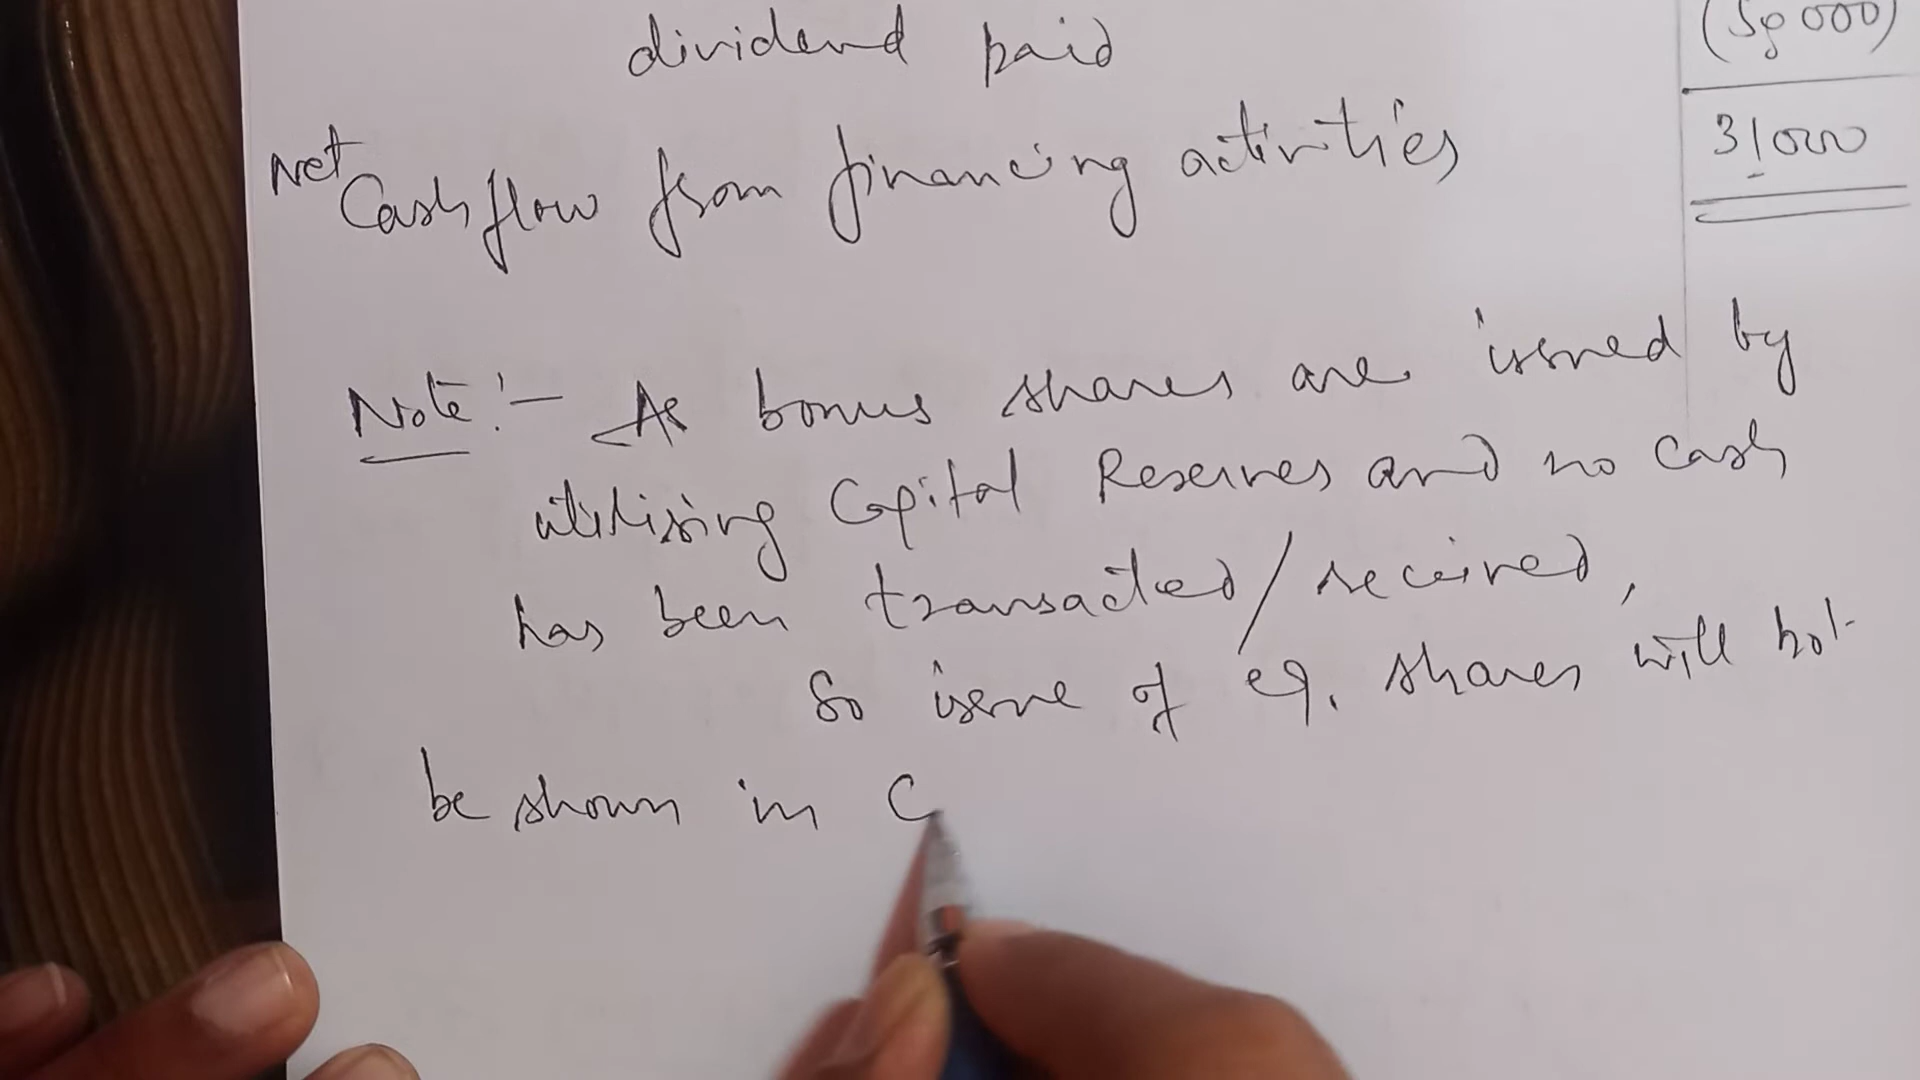 dividend paid (50000)
Net Cash flow from financing activities 31000
Note:- As bonus shares are issued by
utilising Capital Reserves and no cash
has been transacted/received,
So issue of eq. shares will not
be shown in C